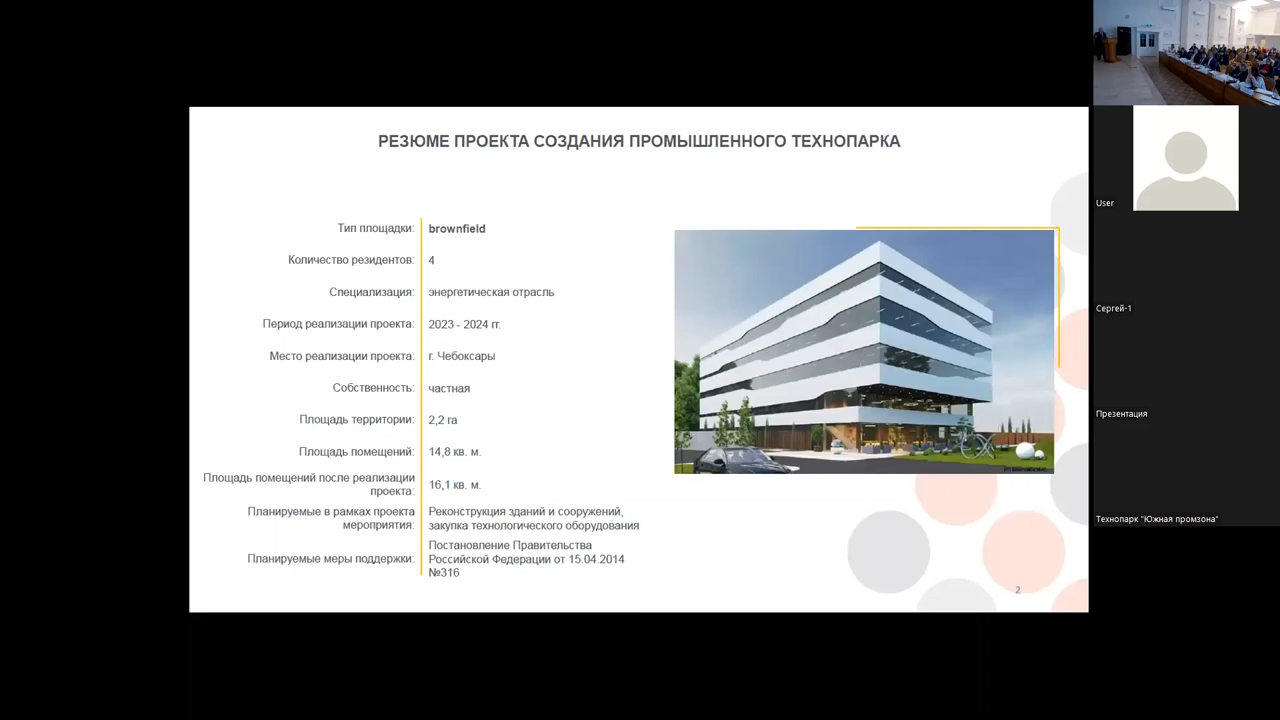 РЕЗЮМЕ ПРОЕКТА СОЗДАНИЯ ПРОМЫШЛЕННОГО ТЕХНОПАРКА
Тип площадки: brownfield
Количество резидентов: 4
Специализация: энергетическая отрасль
Период реализации проекта: 2023 - 2024 гг.
Место реализации проекта: г. Чебоксары
Собственность: частная
Площадь территории: 2,2 га
Площадь помещений: 14,8 кв. м.
Площадь помещений после реализации
проекта: 16,1 кв. м.
Планируемые в рамках проекта
мероприятия:
Реконструкция зданий и сооружений,
закупка технологического оборудования
Планируемые меры поддержки:
Постановление Правительства
Российской Федерации от 15.04.2014
№316
2
User
Сергей-1
Презентация
Технопарк "Южная промзона"